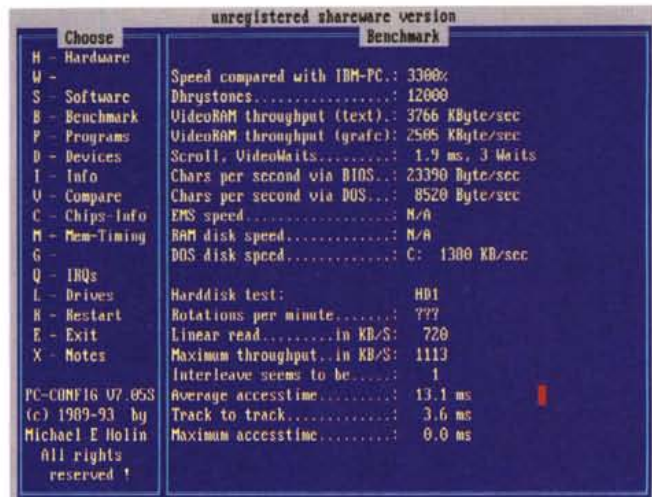 unregistered shareware version
Choose
H - Hardware
W -
S - Software
B - Benchmark
P - Programs
D - Devices
I - Info
V - Compare
C - Chips-Info
M - Mem-Timing
G -
Q - IRQs
L - Drives
R - Restart
E - Exit
X - Notes
PC-CONFIG V7.05S
(c) 1989-93 by
Michael E Holin
All rights
reserved !
Benchmark
Speed compared with IBM-PC.: 3300%
Dhrystones.................: 12000
VideoRAM throughput (text).: 3766 KByte/sec
VideoRAM throughput (grafc): 2505 KByte/sec
Scroll, VideoWaits.........: 1.9 ms, 3 Waits
Chars per second via BIOS..: 23390 Byte/sec
Chars per second via DOS...: 8520 Byte/sec
EMS speed..................: N/A
RAM disk speed.............: N/A
DOS disk speed.............: C: 1380 KB/sec
Harddisk test: HD1
Rotations per minute.......: ???
Linear read.........in KB/S: 720
Maximum throughput..in KB/S: 1113
Interleave seems to be.....: 1
Average accesstime.........: 13.1 ms
Track to track.............: 3.6 ms
Maximum accesstime.........: 0.0 ms